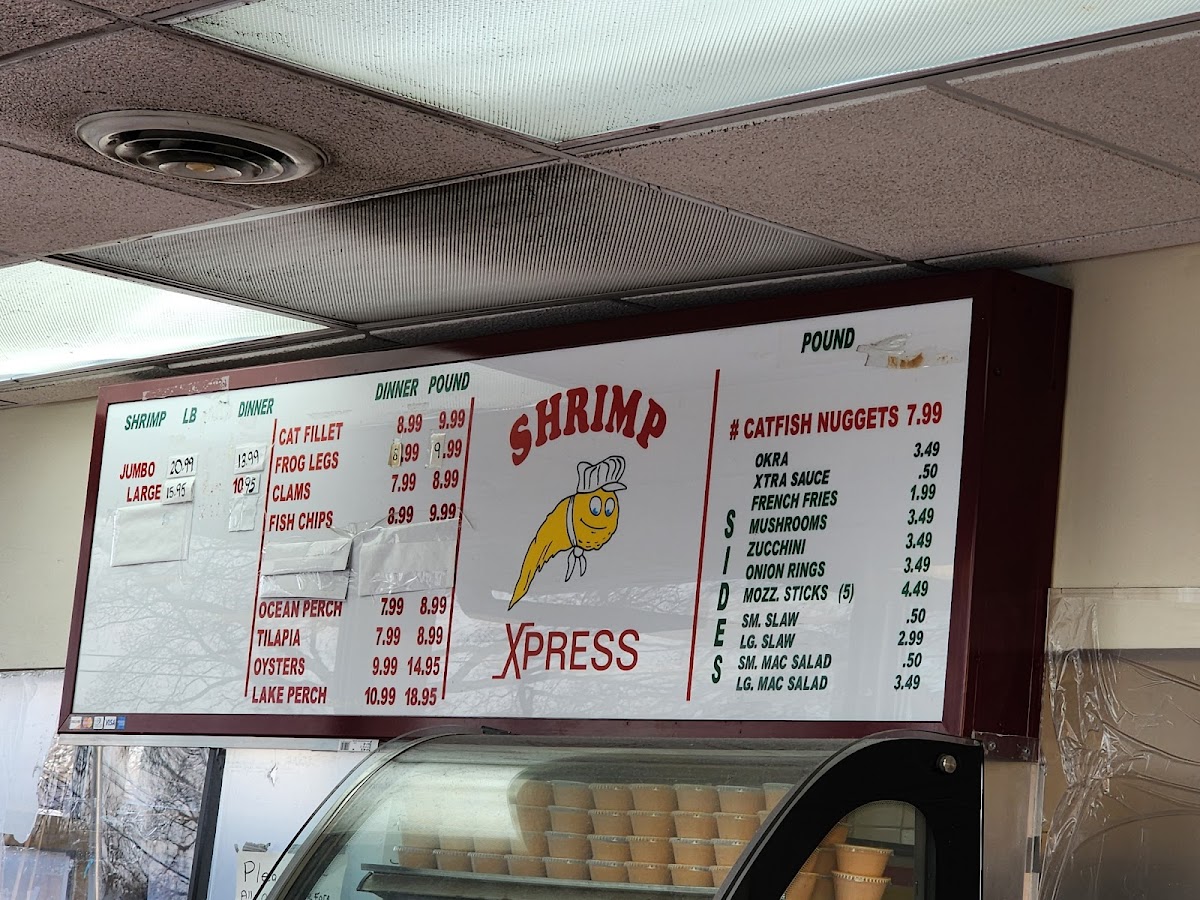 SHRIMP LB DINNER
JUMBO 20.99 13.99
LARGE 15.95 10.95
DINNER POUND
CAT FILLET 8.99 9.99
FROG LEGS 8.99 9.99
CLAMS 7.99 8.99
FISH CHIPS 8.99 9.99
OCEAN PERCH 7.99 8.99
TILAPIA 7.99 8.99
OYSTERS 9.99 14.95
LAKE PERCH 10.99 18.95
SHRIMP
XPRESS
POUND
# CATFISH NUGGETS 7.99
SIDES
OKRA 3.49
XTRA SAUCE .50
FRENCH FRIES 1.99
MUSHROOMS 3.49
ZUCCHINI 3.49
ONION RINGS 3.49
MOZZ. STICKS (5) 4.49
SM. SLAW .50
LG. SLAW 2.99
SM. MAC SALAD .50
LG. MAC SALAD 3.49
VISA